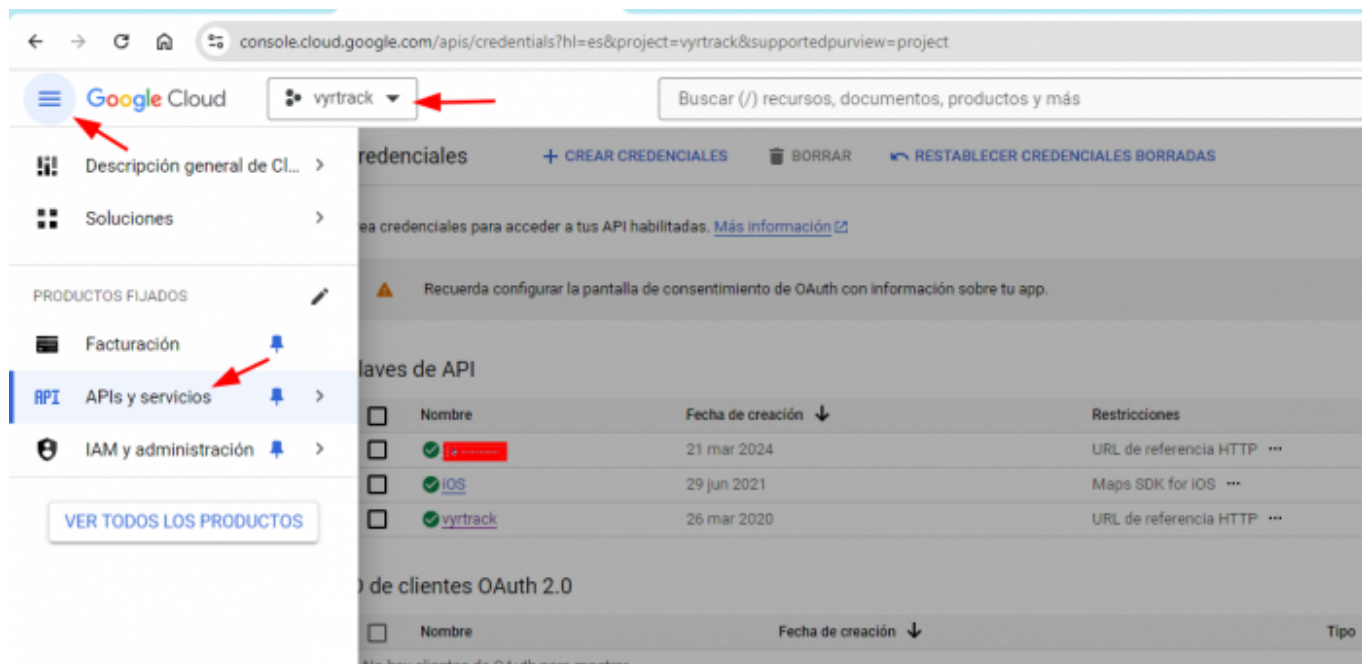 console.cloud.google.com/apis/credentials?hl=es&project=vyrtrack&supportedpurview=project
Google Cloud vyrtrack Buscar (/) recursos, documentos, productos y más
Descripción general de Cl...
Soluciones
PRODUCTOS FIJADOS
Facturación
API APIs y servicios
IAM y administración
VER TODOS LOS PRODUCTOS
redenciales + CREAR CREDENCIALES BORRAR RESTABLECER CREDENCIALES BORRADAS
ea credenciales para acceder a tus API habilitadas. Más información
Recuerda configurar la pantalla de consentimiento de OAuth con información sobre tu app.
laves de API
Nombre Fecha de creación Restricciones
21 mar 2024 URL de referencia HTTP
iOS 29 jun 2021 Maps SDK for iOS
vyrtrack 26 mar 2020 URL de referencia HTTP
de clientes OAuth 2.0
Nombre Fecha de creación Tipo